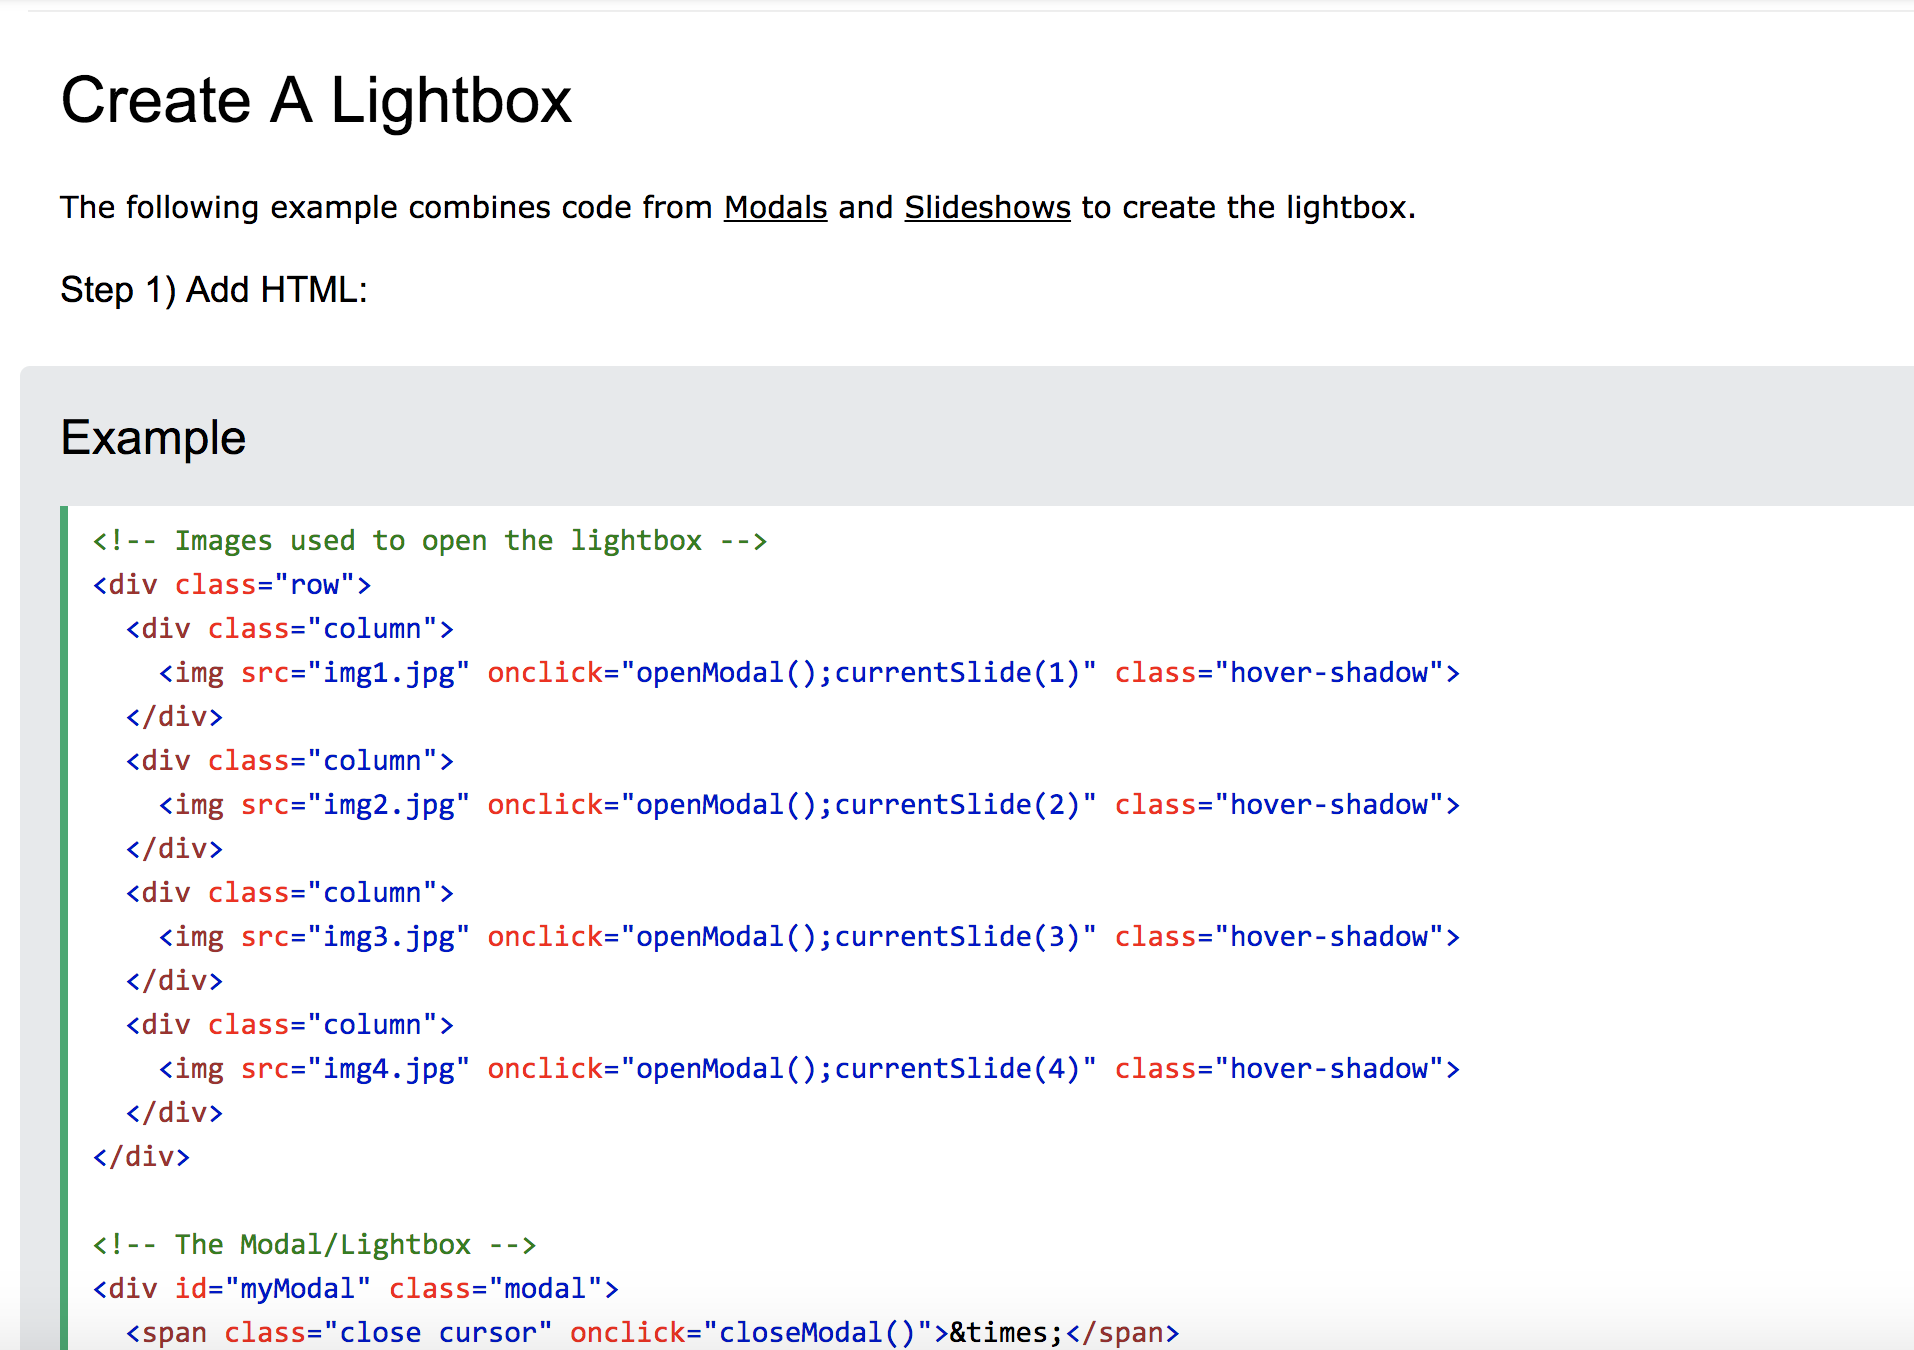 Create A Lightbox
The following example combines code from Modals and Slideshows to create the lightbox.
Step 1) Add HTML:
Example
<!-- Images used to open the lightbox -->
<div class="row">
  <div class="column">
    <img src="img1.jpg" onclick="openModal();currentSlide(1)" class="hover-shadow">
  </div>
  <div class="column">
    <img src="img2.jpg" onclick="openModal();currentSlide(2)" class="hover-shadow">
  </div>
  <div class="column">
    <img src="img3.jpg" onclick="openModal();currentSlide(3)" class="hover-shadow">
  </div>
  <div class="column">
    <img src="img4.jpg" onclick="openModal();currentSlide(4)" class="hover-shadow">
  </div>
</div>
<!-- The Modal/Lightbox -->
<div id="myModal" class="modal">
  <span class="close cursor" onclick="closeModal()">&times;</span>